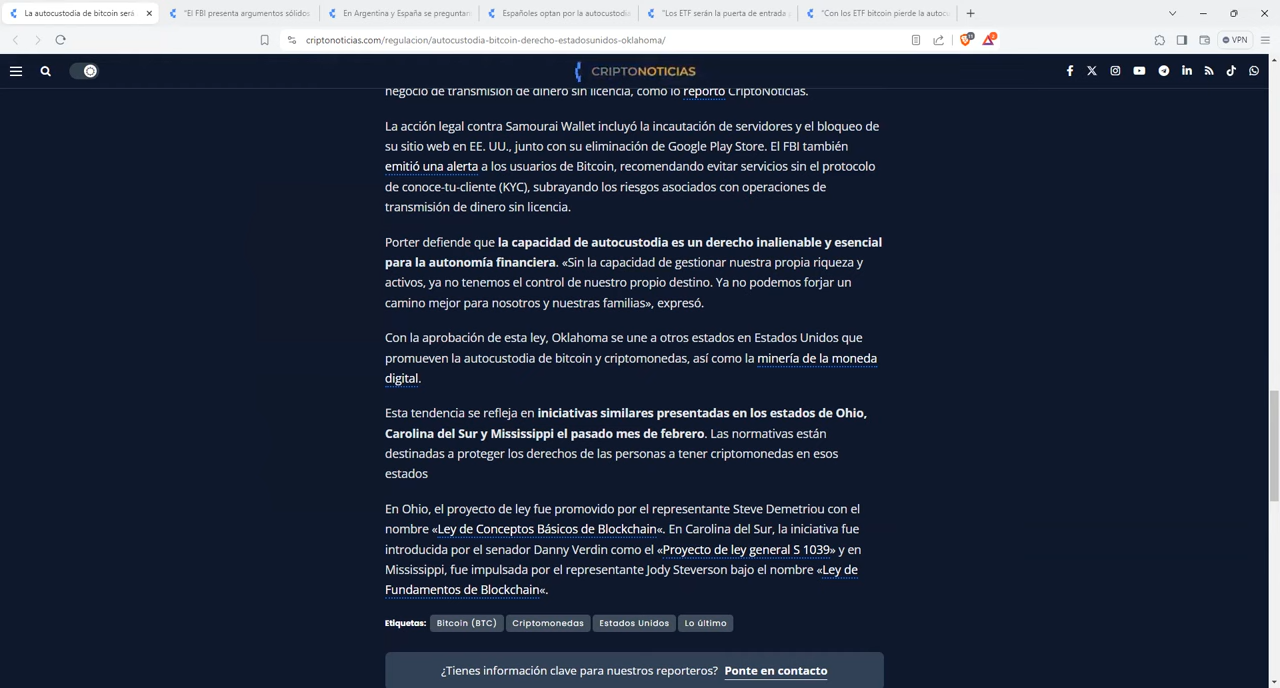 La autocustodia de bitcoin será
"El FBI presenta argumentos sólidos
En Argentina y España se preguntan
Españoles optan por la autocustodia,
"Los ETF serán la puerta de entrada
"Con los ETF bitcoin pierde la autoc
criptonoticias.com/regulacion/autocustodia-bitcoin-derecho-estadosunidos-oklahoma/
VPN
CRIPTONOTICIAS
negocio de transmisión de dinero sin licencia, como lo reportó CriptoNoticias.
La acción legal contra Samourai Wallet incluyó la incautación de servidores y el bloqueo de
su sitio web en EE. UU., junto con su eliminación de Google Play Store. El FBI también
emitió una alerta a los usuarios de Bitcoin, recomendando evitar servicios sin el protocolo
de conoce-tu-cliente (KYC), subrayando los riesgos asociados con operaciones de
transmisión de dinero sin licencia.
Porter defiende que la capacidad de autocustodia es un derecho inalienable y esencial
para la autonomía financiera. «Sin la capacidad de gestionar nuestra propia riqueza y
activos, ya no tenemos el control de nuestro propio destino. Ya no podemos forjar un
camino mejor para nosotros y nuestras familias», expresó.
Con la aprobación de esta ley, Oklahoma se une a otros estados en Estados Unidos que
promueven la autocustodia de bitcoin y criptomonedas, así como la minería de la moneda
digital.
Esta tendencia se refleja en iniciativas similares presentadas en los estados de Ohio,
Carolina del Sur y Mississippi el pasado mes de febrero. Las normativas están
destinadas a proteger los derechos de las personas a tener criptomonedas en esos
estados
En Ohio, el proyecto de ley fue promovido por el representante Steve Demetriou con el
nombre «Ley de Conceptos Básicos de Blockchain«. En Carolina del Sur, la iniciativa fue
introducida por el senador Danny Verdin como el «Proyecto de ley general S 1039» y en
Mississippi, fue impulsada por el representante Jody Steverson bajo el nombre «Ley de
Fundamentos de Blockchain«.
Etiquetas: Bitcoin (BTC) Criptomonedas Estados Unidos Lo último
¿Tienes información clave para nuestros reporteros? Ponte en contacto